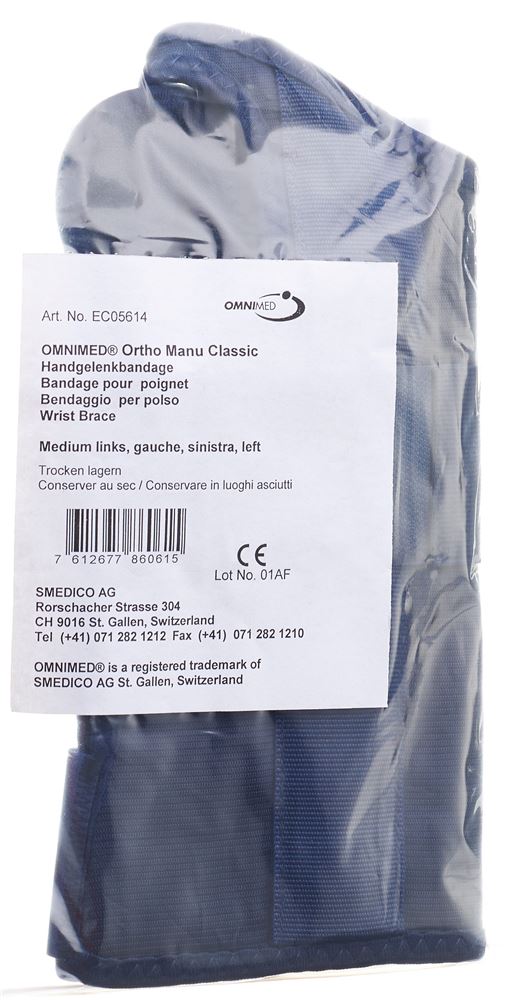 Art. No. EC05614
OMNIMED
OMNIMED® Ortho Manu Classic
Handgelenkbandage
Bandage pour poignet
Bendaggio per polso
Wrist Brace
Medium links, gauche, sinistra, left
Trocken lagern
Conserver au sec / Conservare in luoghi asciutti
7 612677 860615
CE
Lot No. 01AF
SMEDICO AG
Rorschacher Strasse 304
CH 9016 St. Gallen, Switzerland
Tel (+41) 071 282 1212 Fax (+41) 071 282 1210
OMNIMED® is a registered trademark of
SMEDICO AG St. Gallen, Switzerland